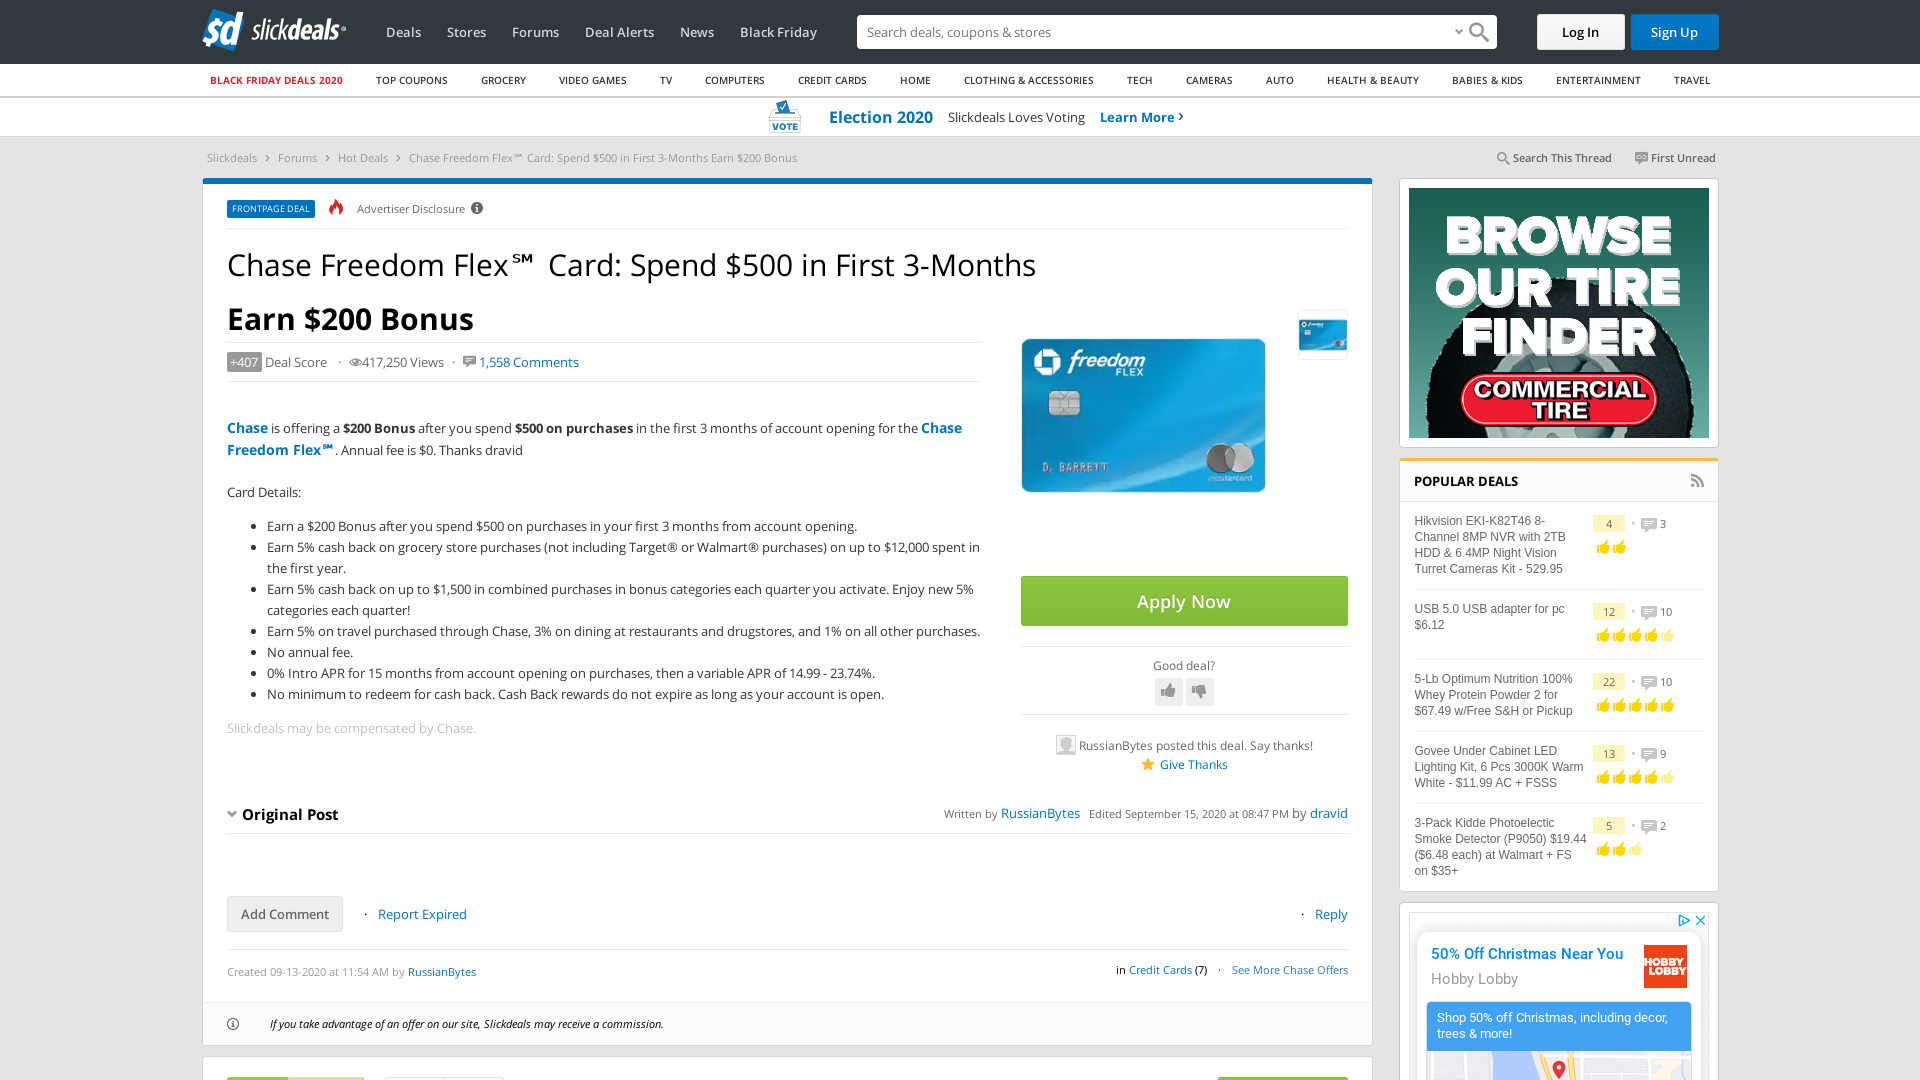 sd slickdeals
Deals Stores Forums Deal Alerts News Black Friday
Search deals, coupons & stores
Log In Sign Up
BLACK FRIDAY DEALS 2020 TOP COUPONS GROCERY VIDEO GAMES TV COMPUTERS CREDIT CARDS HOME CLOTHING & ACCESSORIES TECH CAMERAS AUTO HEALTH & BEAUTY BABIES & KIDS ENTERTAINMENT TRAVEL
VOTE Election 2020 Slickdeals Loves Voting Learn More ›
Slickdeals › Forums › Hot Deals › Chase Freedom Flex℠ Card: Spend $500 in First 3-Months Earn $200 Bonus
Search This Thread First Unread
FRONTPAGE DEAL Advertiser Disclosure
Chase Freedom Flex℠ Card: Spend $500 in First 3-Months
Earn $200 Bonus
+407 Deal Score · 417,250 Views · 1,558 Comments
Chase is offering a $200 Bonus after you spend $500 on purchases in the first 3 months of account opening for the Chase
Freedom Flex℠. Annual fee is $0. Thanks dravid
Card Details:
• Earn a $200 Bonus after you spend $500 on purchases in your first 3 months from account opening.
• Earn 5% cash back on grocery store purchases (not including Target® or Walmart® purchases) on up to $12,000 spent in
the first year.
• Earn 5% cash back on up to $1,500 in combined purchases in bonus categories each quarter you activate. Enjoy new 5%
categories each quarter!
• Earn 5% on travel purchased through Chase, 3% on dining at restaurants and drugstores, and 1% on all other purchases.
• No annual fee.
• 0% Intro APR for 15 months from account opening on purchases, then a variable APR of 14.99 - 23.74%.
• No minimum to redeem for cash back. Cash Back rewards do not expire as long as your account is open.
Slickdeals may be compensated by Chase.
freedom
FLEX
D. BARRETT
mastercard
Apply Now
Good deal?
RussianBytes posted this deal. Say thanks!
Give Thanks
Original Post
Written by RussianBytes Edited September 15, 2020 at 08:47 PM by dravid
Add Comment · Report Expired
· Reply
Created 09-13-2020 at 11:54 AM by RussianBytes
in Credit Cards (7) · See More Chase Offers
If you take advantage of an offer on our site, Slickdeals may receive a commission.
BROWSE
OUR TIRE
FINDER
COMMERCIAL
TIRE
POPULAR DEALS
Hikvision EKI-K82T46 8-
Channel 8MP NVR with 2TB
HDD & 6 4MP Night Vision
Turret Cameras Kit - 529.95
4 · 3
USB 5.0 USB adapter for pc
$6.12
12 · 10
5-Lb Optimum Nutrition 100%
Whey Protein Powder 2 for
$67.49 w/Free S&H or Pickup
22 · 10
Govee Under Cabinet LED
Lighting Kit, 6 Pcs 3000K Warm
White - $11.99 AC + FSSS
13 · 9
3-Pack Kidde Photoelectic
Smoke Detector (P9050) $19.44
($6.48 each) at Walmart + FS
on $35+
5 · 2
50% Off Christmas Near You
Hobby Lobby
HOBBY
LOBBY
Shop 50% off Christmas, including decor,
trees & more!